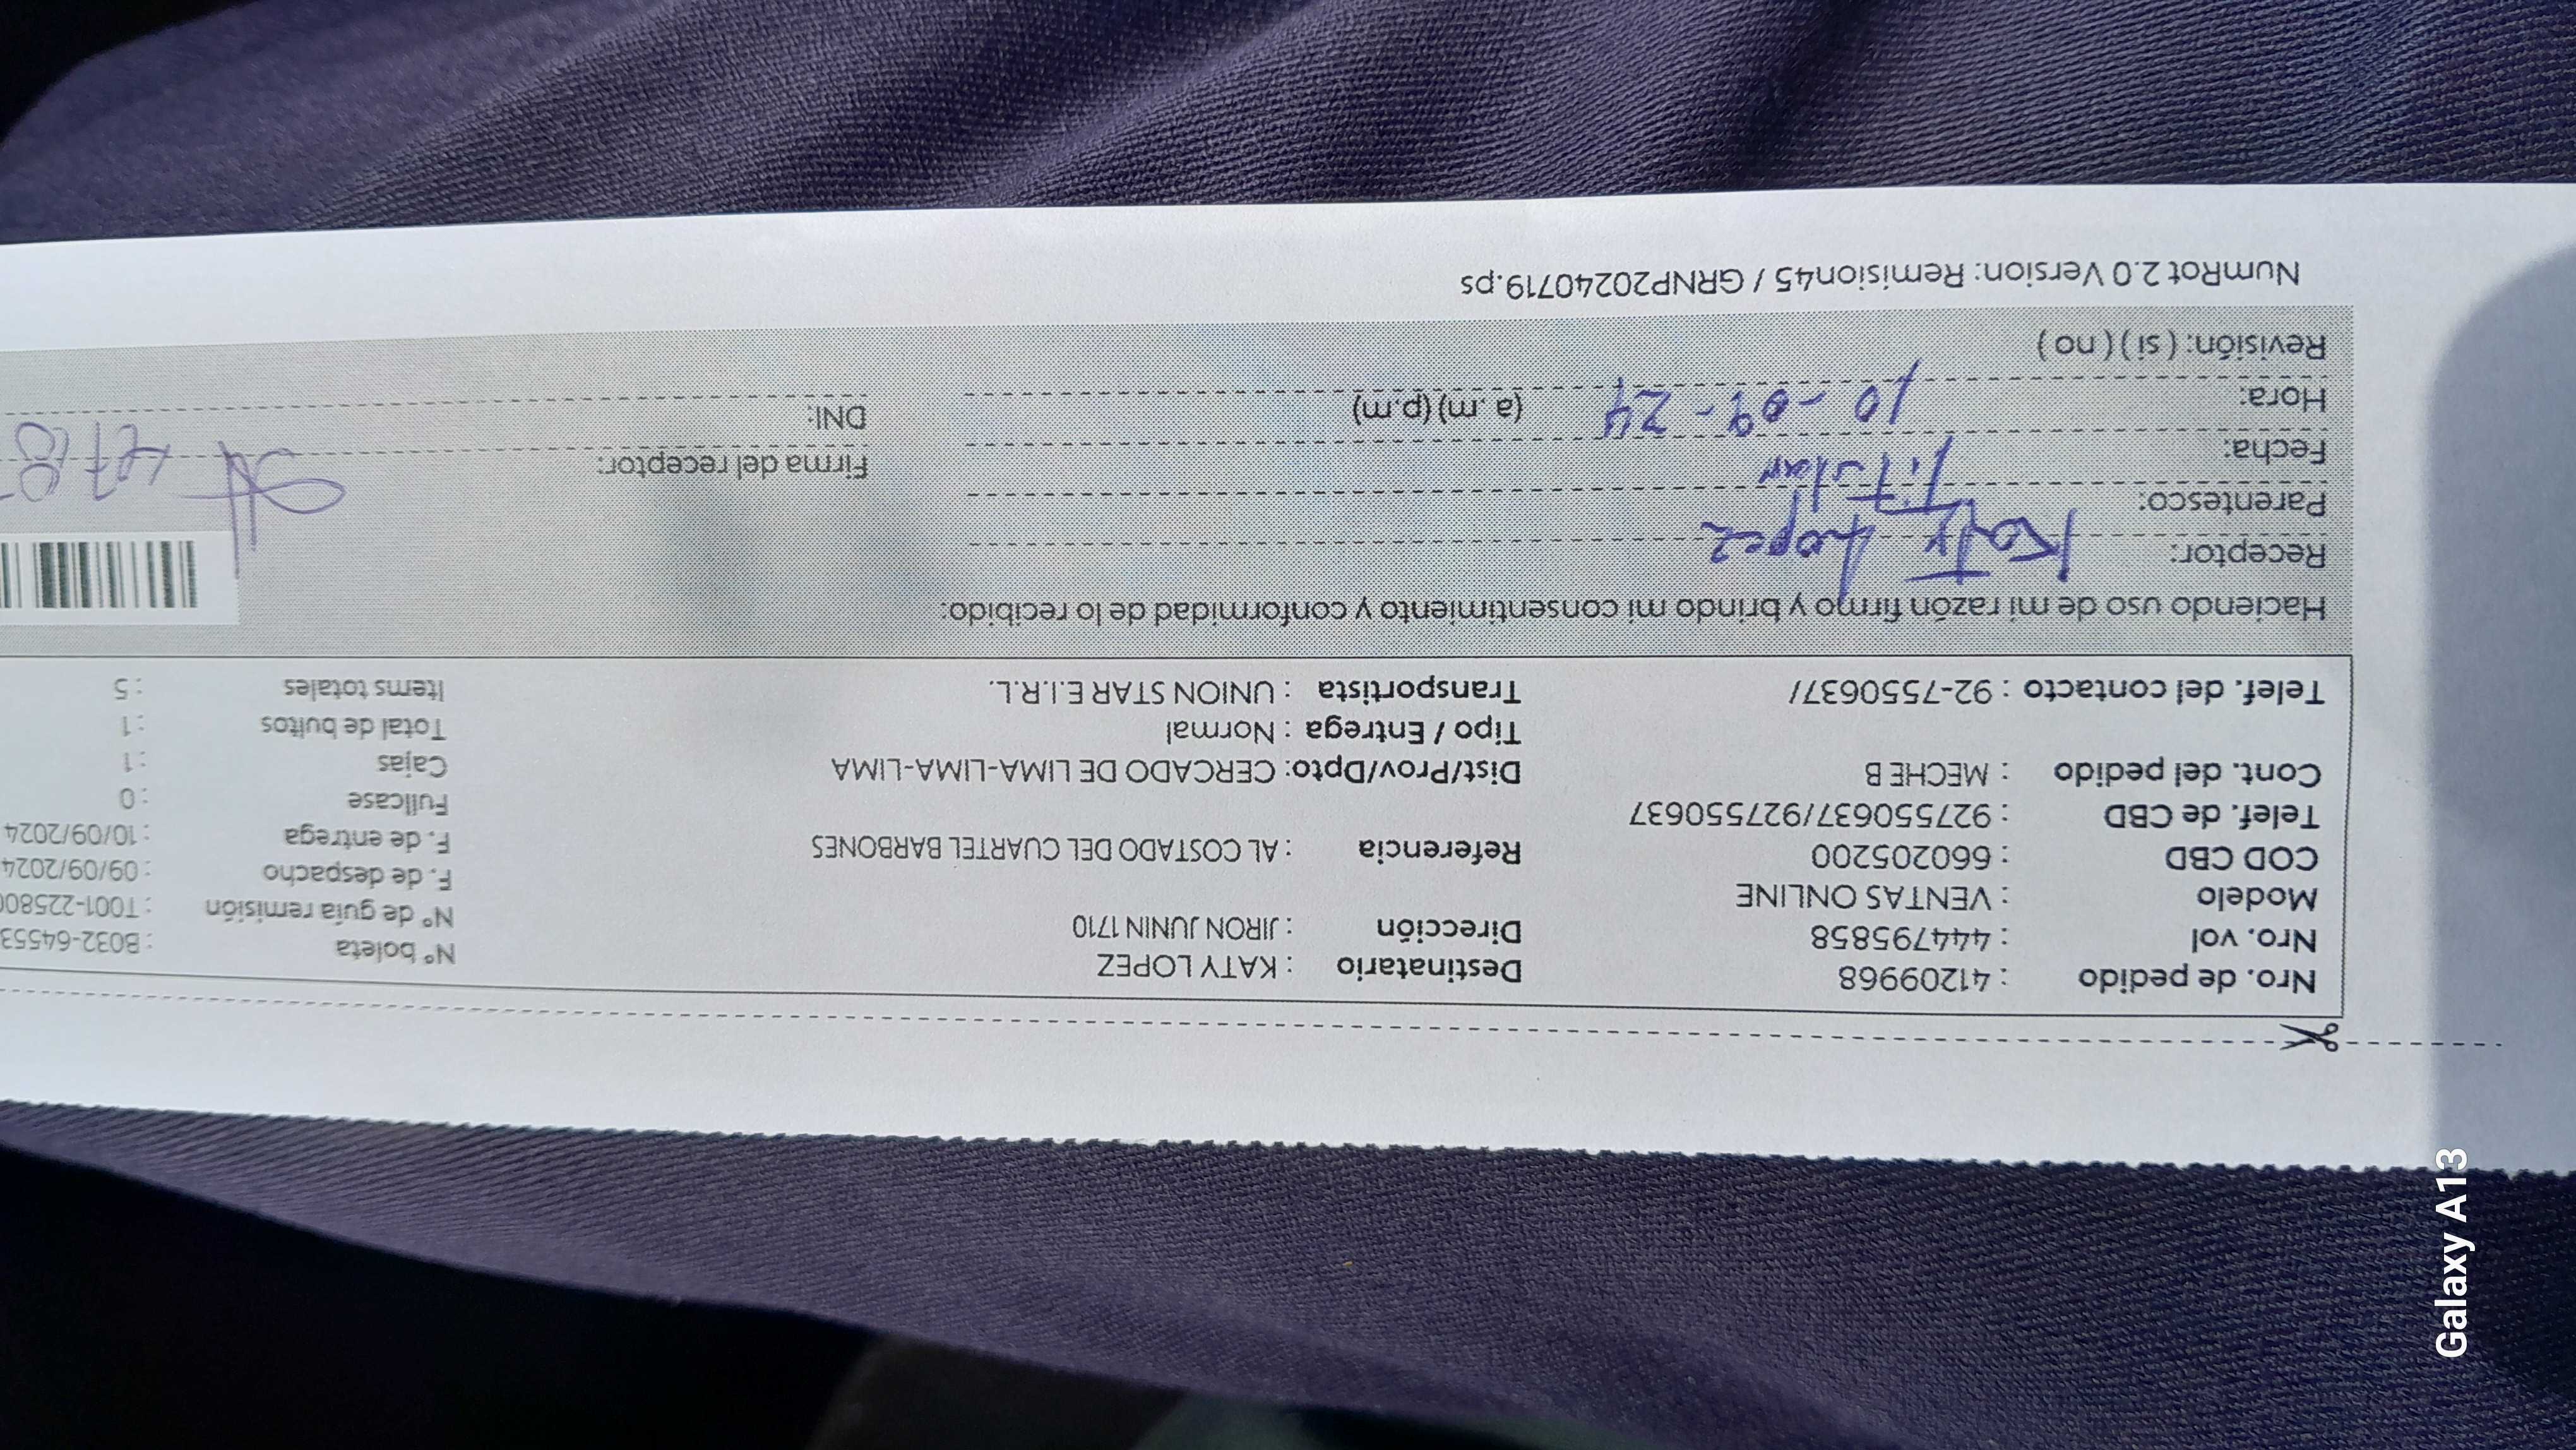 Nro. de pedido : 41209968 Destinatario : KATY LOPEZ N° boleta : B032-64553
Nro. vol : 444795858 Dirección : JIRON JUNIN 1710 N° de guía remisión : T001-225800
Modelo : VENTAS ONLINE F. de despacho : 09/09/2024
COD CBD : 660205200 Referencia : AL COSTADO DEL CUARTEL BARBONES F. de entrega : 10/09/2024
Telef. de CBD : 927550637/927550637 Fullcase : 0
Cont. del pedido : MECHE B Dist/Prov/Dpto: CERCADO DE LIMA-LIMA-LIMA Cajas : 1
Tipo / Entrega : Normal Total de bultos : 1
Telef. del contacto : 92-7550637/ Transportista : UNION STAR E.I.R.L. Items totales : 5
Haciendo uso de mi razón firmo y brindo mi consentimiento y conformidad de lo recibido:
Receptor: Katy Lopez
Parentesco: Titular Firma del receptor:
Fecha: 10-09-24 DNI:
Hora: (a .m) (p.m)
Revisión: ( si ) ( no )
NumRot 2.0 Version: Remision45 / GRNP20240719.ps
Galaxy A13